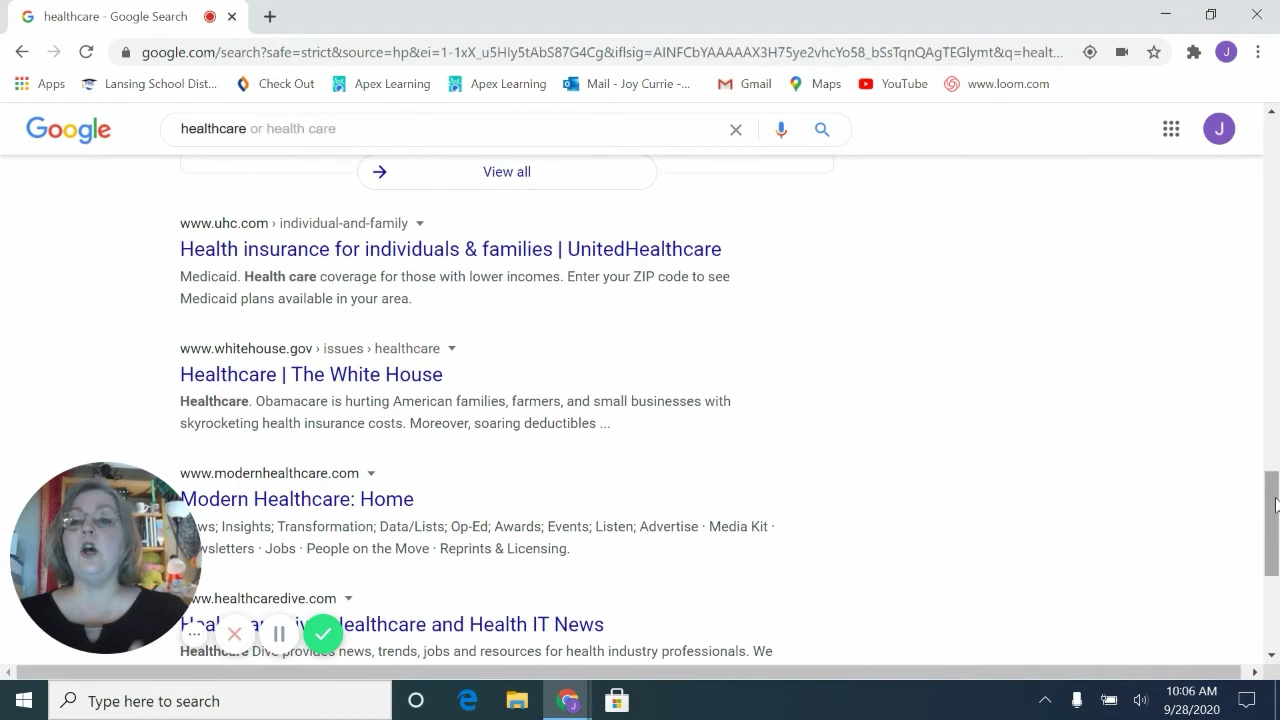 healthcare - Google Search
google.com/search?safe=strict&source=hp&ei=1-1xX_u5HIy5tAbS87G4Cg&iflsig=AINFCbYAAAAAX3H75ye2vhcYo58_bSsTqnQAgTEGlymt&q=healt...
J
Apps Lansing School Dist... Check Out Apex Learning Apex Learning Mail - Joy Currie -... Gmail Maps YouTube www.loom.com
Google healthcare or health care J
View all
www.uhc.com › individual-and-family
Health insurance for individuals & families | UnitedHealthcare
Medicaid. Health care coverage for those with lower incomes. Enter your ZIP code to see
Medicaid plans available in your area.
www.whitehouse.gov › issues › healthcare
Healthcare | The White House
Healthcare. Obamacare is hurting American families, farmers, and small businesses with
skyrocketing health insurance costs. Moreover, soaring deductibles ...
www.modernhealthcare.com
Modern Healthcare: Home
Insights; Transformation; Data/Lists; Op-Ed; Awards; Events; Listen; Advertise · Media Kit ·
· Jobs · People on the Move · Reprints & Licensing.
www.healthcaredive.com
Healthcare and Health IT News
Healthcare Dive provides news, trends, jobs and resources for health industry professionals. We
Type here to search
10:06 AM
9/28/2020